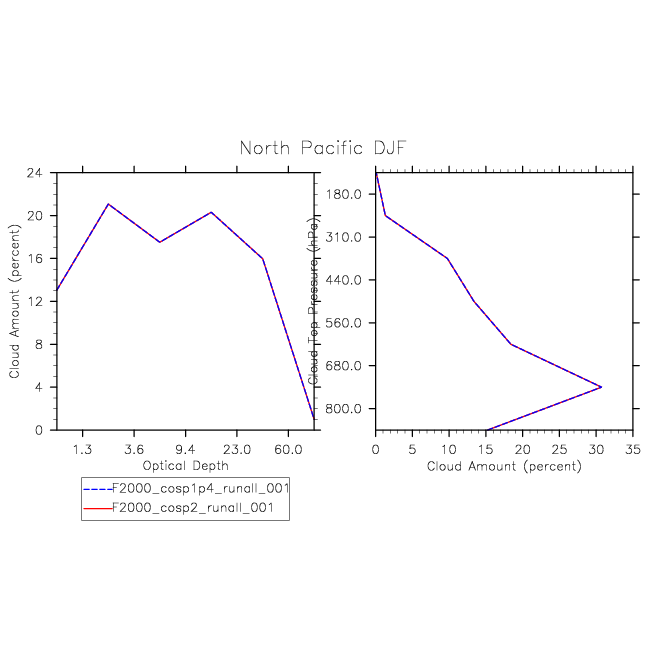 North Pacific DJF
24
20
16
12
8
4
0
Cloud Amount (percent)
1.3 3.6 9.4 23.0 60.0
Optical Depth
Cloud Top Pressure (hPa)
180.0
310.0
440.0
560.0
680.0
800.0
0 5 10 15 20 25 30 35
Cloud Amount (percent)
F2000_cosp1p4_runall_001
F2000_cosp2_runall_001